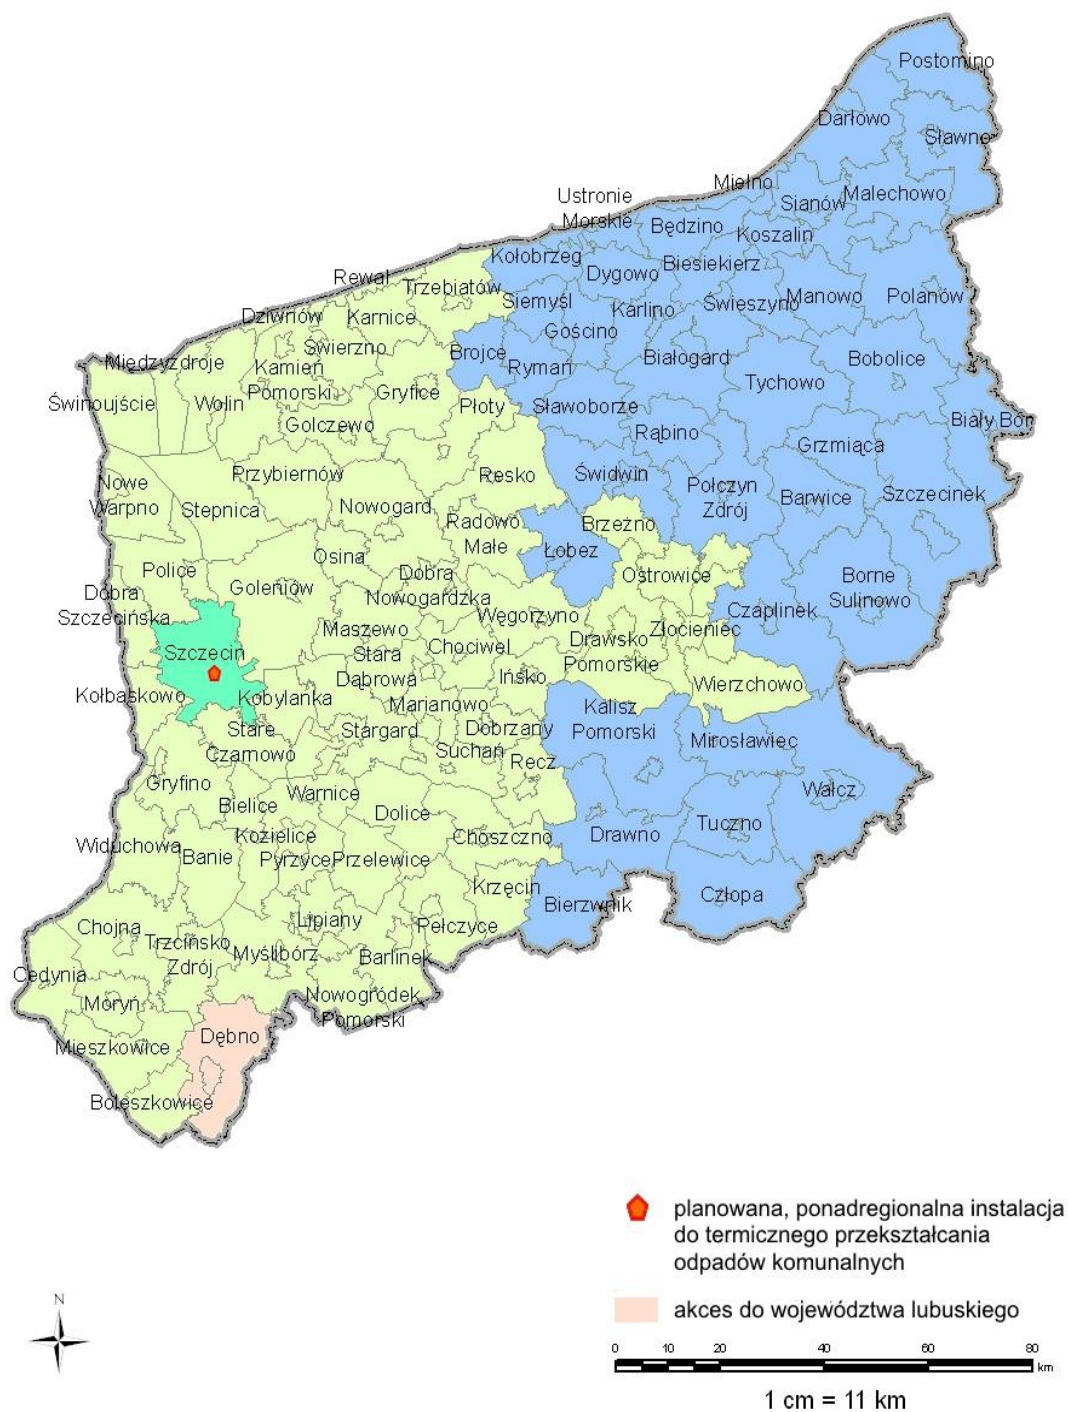 Postomino
Darłowo
Sławno
Mielno
Ustronie
Morskie
Sianów
Malechowo
Będzino
Koszalin
Kołobrzeg
Dygowo
Biesiekierz
Rewal
Trzebiatów
Siemyśl
Karlino
Świeszyno
Manowo
Polanów
Dziwnów
Karnice
Gościno
Świerzno
Międzyzdroje
Kamień
Pomorski
Brojce
Rymań
Białogard
Bobolice
Tychowo
Gryfice
Świnoujście
Wolin
Płoty
Sławoborze
Golczewo
Rąbino
Biały Bór
Grzmiąca
Przybiernów
Resko
Świdwin
Nowe
Warpno
Połczyn
Zdrój
Barwice
Szczecinek
Stepnica
Nowogard
Radowo
Małe
Brzeżno
Łobez
Osina
Police
Goleniów
Dobra
Nowogardzka
Ostrowice
Borne
Sulinowo
Dobra
Szczecińska
Węgorzyno
Czaplinek
Maszewo
Złocieniec
Drawsko
Pomorskie
Chociwel
Szczecin
Stara
Dąbrowa
Ińsko
Wierzchowo
Kołbaskowo
Kobylanka
Marianowo
Kalisz
Pomorski
Stare
Czarnowo
Stargard
Dobrzany
Suchań
Mirosławiec
Recz
Gryfino
Warnice
Wałcz
Bielice
Dolice
Tuczno
Kozielice
Choszczno
Drawno
Widuchowa
Banie
Pyrzyce
Przelewice
Krzęcin
Człopa
Bierzwnik
Chojna
Lipiany
Pełczyce
Trzcińsko
Zdrój
Myślibórz
Barlinek
Cedynia
Moryń
Nowogródek
Pomorski
Dębno
Mieszkowice
Boleszkowice
planowana, ponadregionalna instalacja
do termicznego przekształcania
odpadów komunalnych
N
akces do województwa lubuskiego
0 10 20 40 60 80
km
1 cm = 11 km